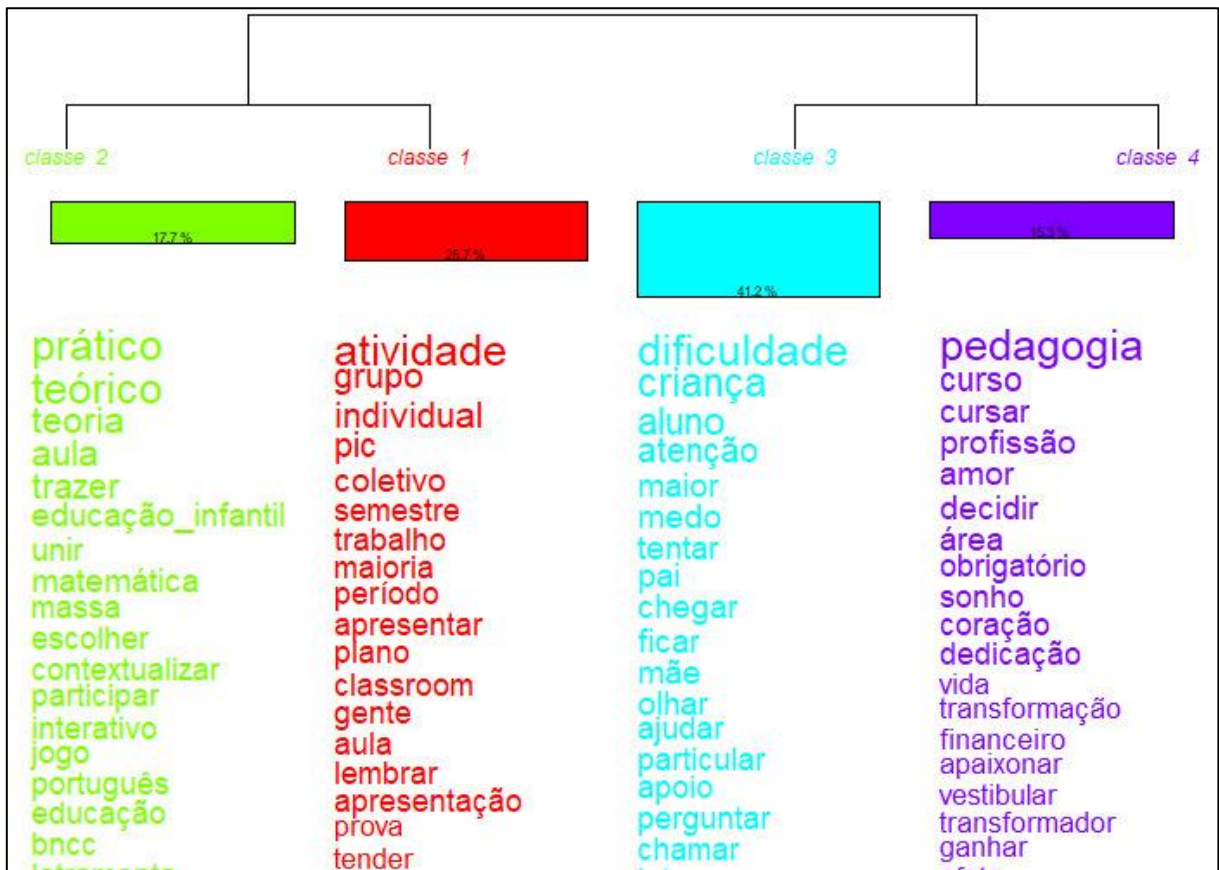 classe 2
classe 1
classe 3
classe 4
17.7 %
25.7 %
41.2 %
15.3 %
prático
teórico
teoria
aula
trazer
educação_infantil
unir
matemática
massa
escolher
contextualizar
participar
interativo
jogo
português
educação
bncc
atividade
grupo
individual
pic
coletivo
semestre
trabalho
maioria
período
apresentar
plano
classroom
gente
aula
lembrar
apresentação
prova
tender
dificuldade
criança
aluno
atenção
maior
medo
tentar
pai
chegar
ficar
mãe
olhar
ajudar
particular
apoio
perguntar
chamar
pedagogia
curso
cursar
profissão
amor
decidir
área
obrigatório
sonho
coração
dedicação
vida
transformação
financeiro
apaixonar
vestibular
transformador
ganhar